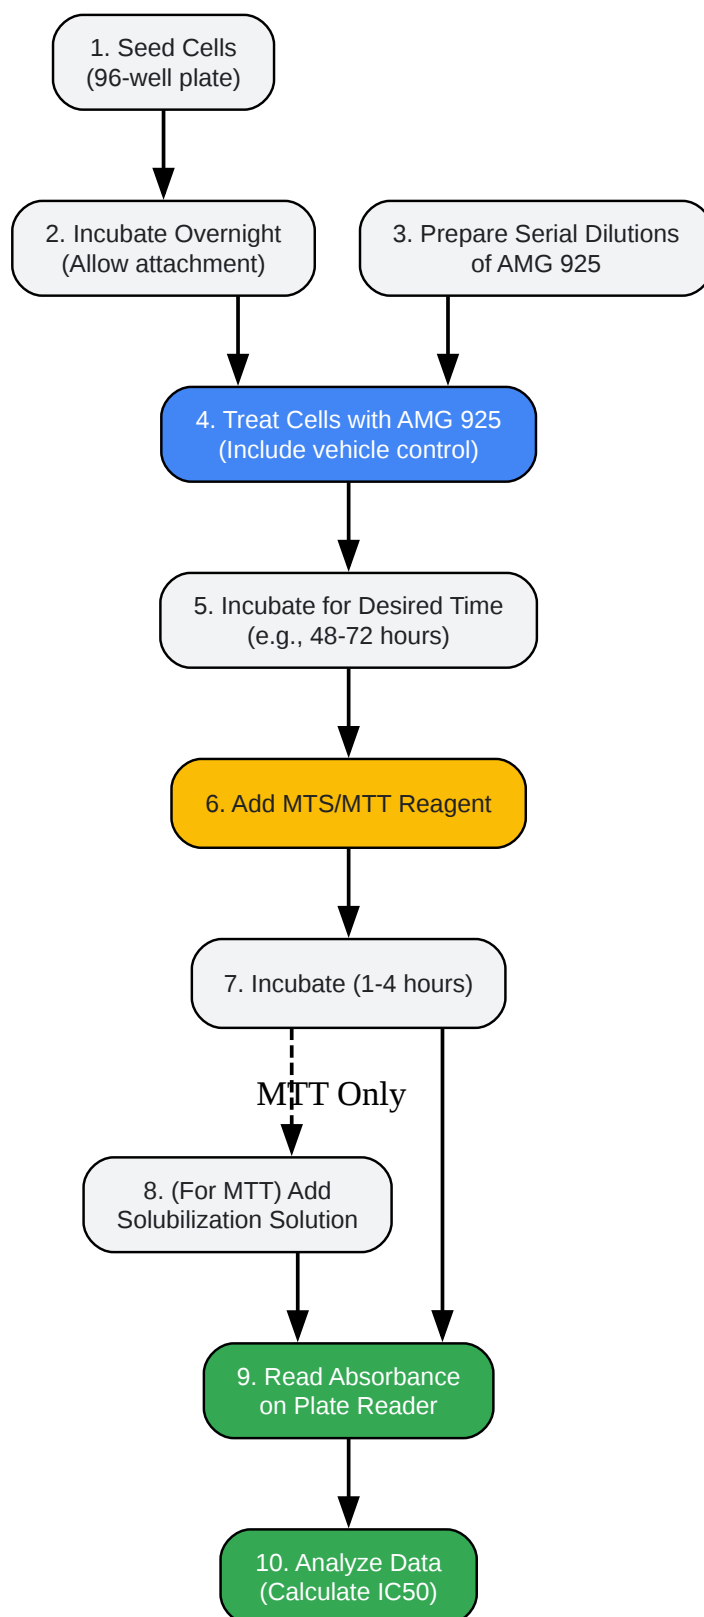 1. Seed Cells
(96-well plate)
2. Incubate Overnight
(Allow attachment)
3. Prepare Serial Dilutions
of AMG 925
4. Treat Cells with AMG 925
(Include vehicle control)
5. Incubate for Desired Time
(e.g., 48-72 hours)
6. Add MTS/MTT Reagent
7. Incubate (1-4 hours)
MTT Only
8. (For MTT) Add
Solubilization Solution
9. Read Absorbance
on Plate Reader
10. Analyze Data
(Calculate IC50)